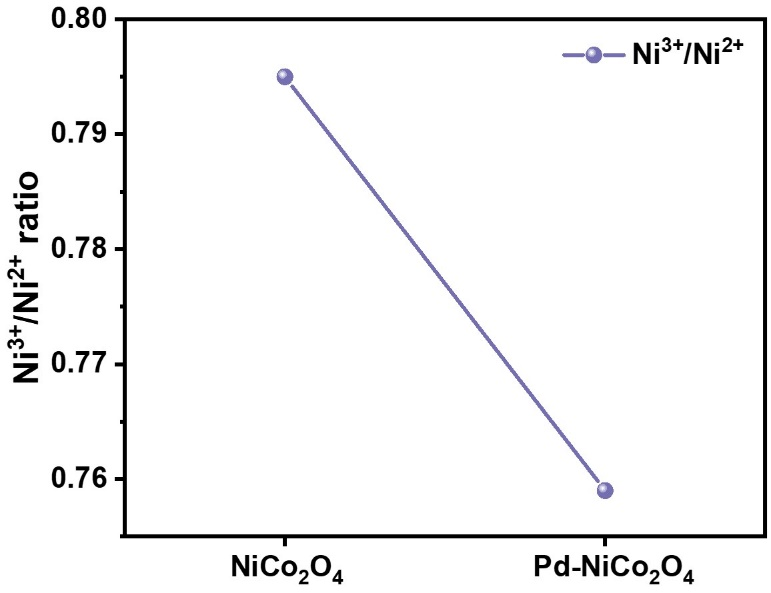 0.80
Ni³⁺/Ni²⁺
0.79
0.78
0.77
0.76
Ni³⁺/Ni²⁺ ratio
NiCo₂O₄
Pd-NiCo₂O₄